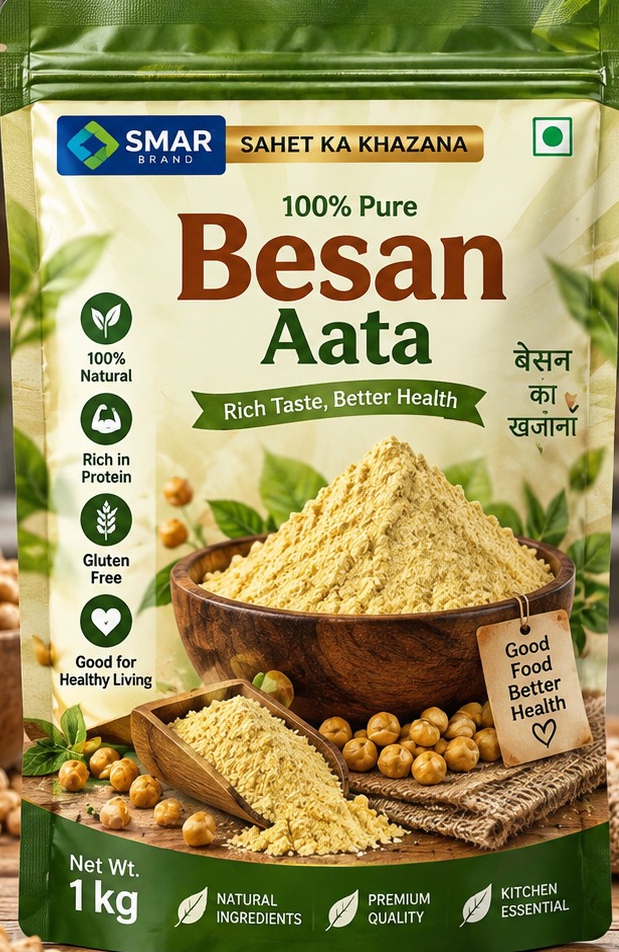 SMAR
BRAND
SAHET KA KHAZANA
100% Pure
Besan
Aata
Rich Taste, Better Health
बेसन
का
खजाना
100%
Natural
Rich in
Protein
Gluten
Free
Good for
Healthy Living
Good
Food
Better
Health
Net Wt.
1 kg
NATURAL
INGREDIENTS
PREMIUM
QUALITY
KITCHEN
ESSENTIAL